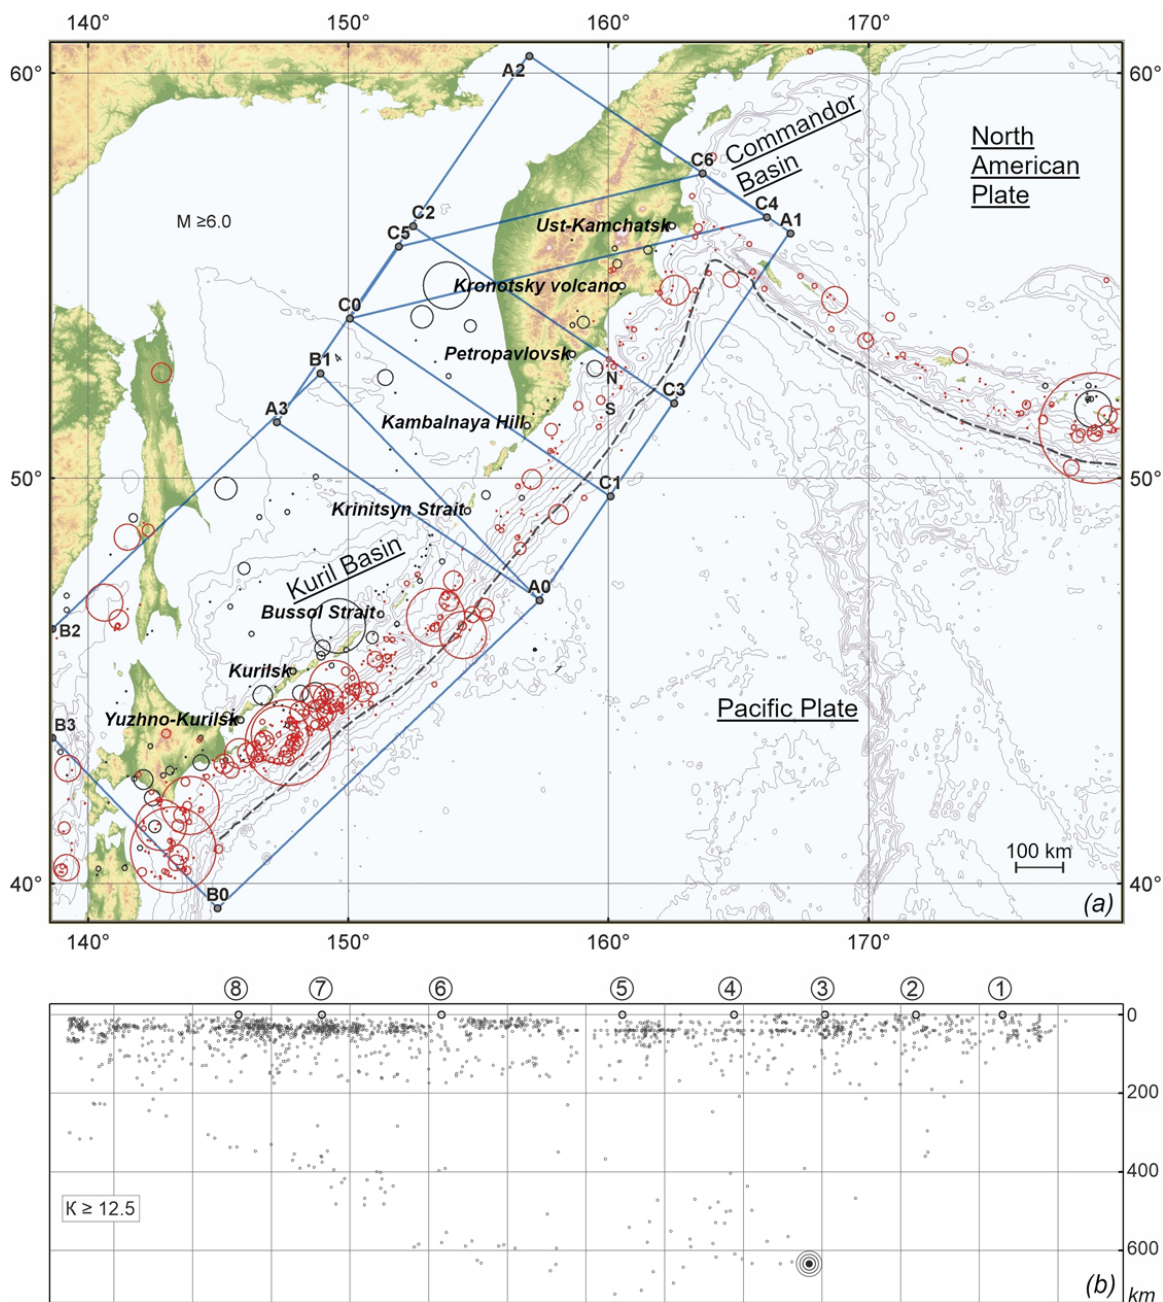 140° 150° 160° 170°
60° 60°
A2
Commandor
Basin
North
American
Plate
C6
M ≥6.0
C2
C4
A1
C5
Ust-Kamchatsk
Kronotsky volcano
C0
B1
Petropavlovsk
N
C3
A3
S
Kambalnaya Hill
50° 50°
C1
Krinitsyn Strait
Kuril Basin
A0
Bussol Strait
B2
Kurilsk
Yuzhno-Kurilsk
Pacific Plate
B3
100 km
40° 40°
B0
(a)
140° 150° 160° 170°
8 7 6 5 4 3 2 1
0
200
400
K ≥ 12.5
600
(b)
km